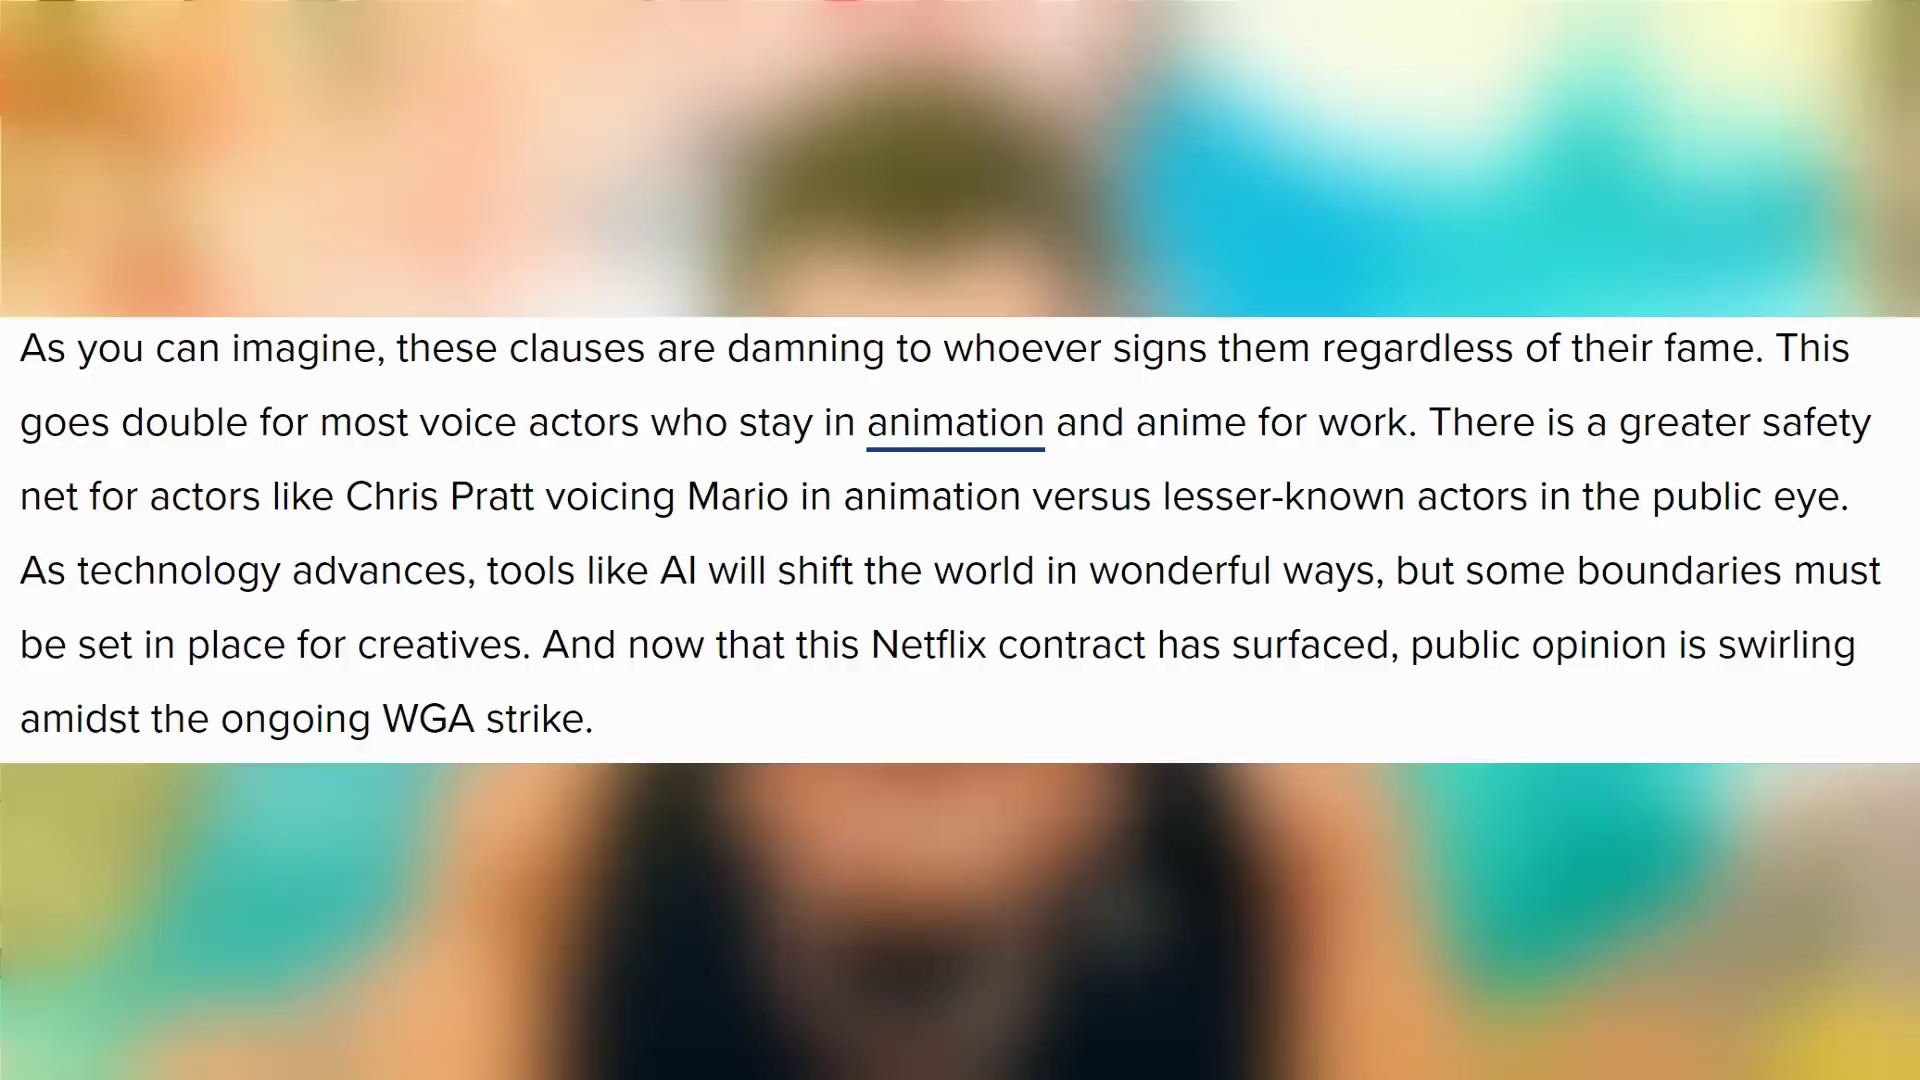 As you can imagine, these clauses are damning to whoever signs them regardless of their fame. This
goes double for most voice actors who stay in animation and anime for work. There is a greater safety
net for actors like Chris Pratt voicing Mario in animation versus lesser-known actors in the public eye.
As technology advances, tools like AI will shift the world in wonderful ways, but some boundaries must
be set in place for creatives. And now that this Netflix contract has surfaced, public opinion is swirling
amidst the ongoing WGA strike.